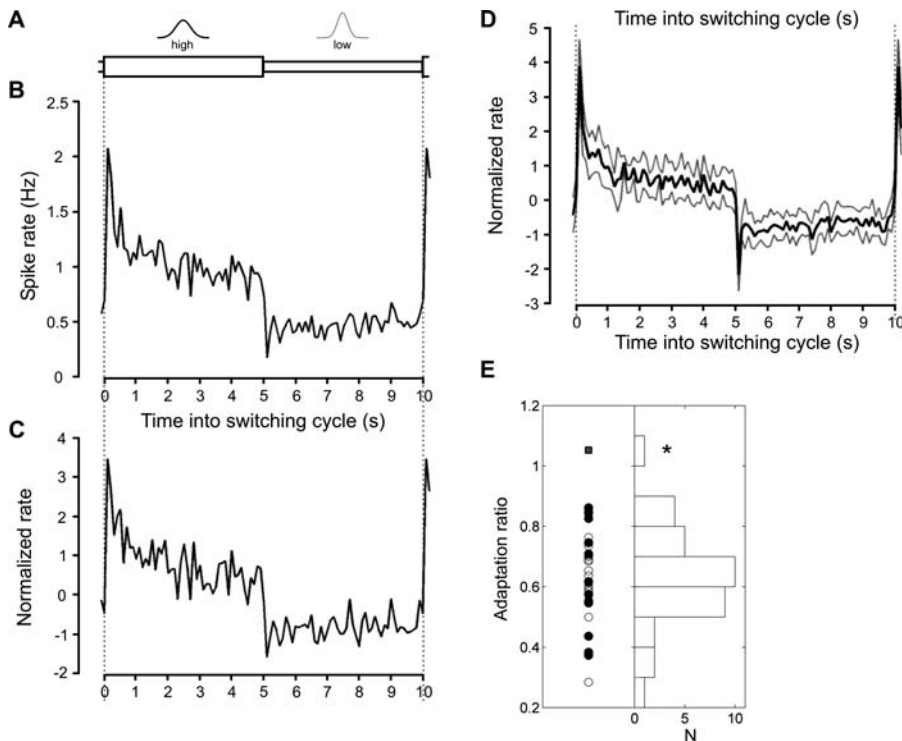 A
high
low
B
2.5
2
1.5
1
0.5
0
Spike rate (Hz)
0 1 2 3 4 5 6 7 8 9 10
Time into switching cycle (s)
C
4
3
2
1
0
-1
-2
Normalized rate
0 1 2 3 4 5 6 7 8 9 10
D
Time into switching cycle (s)
5
4
3
2
1
0
-1
-2
-3
Normalized rate
0 1 2 3 4 5 6 7 8 9 10
Time into switching cycle (s)
E
1.2
1
0.8
0.6
0.4
0.2
Adaptation ratio
*
0 5 10
N